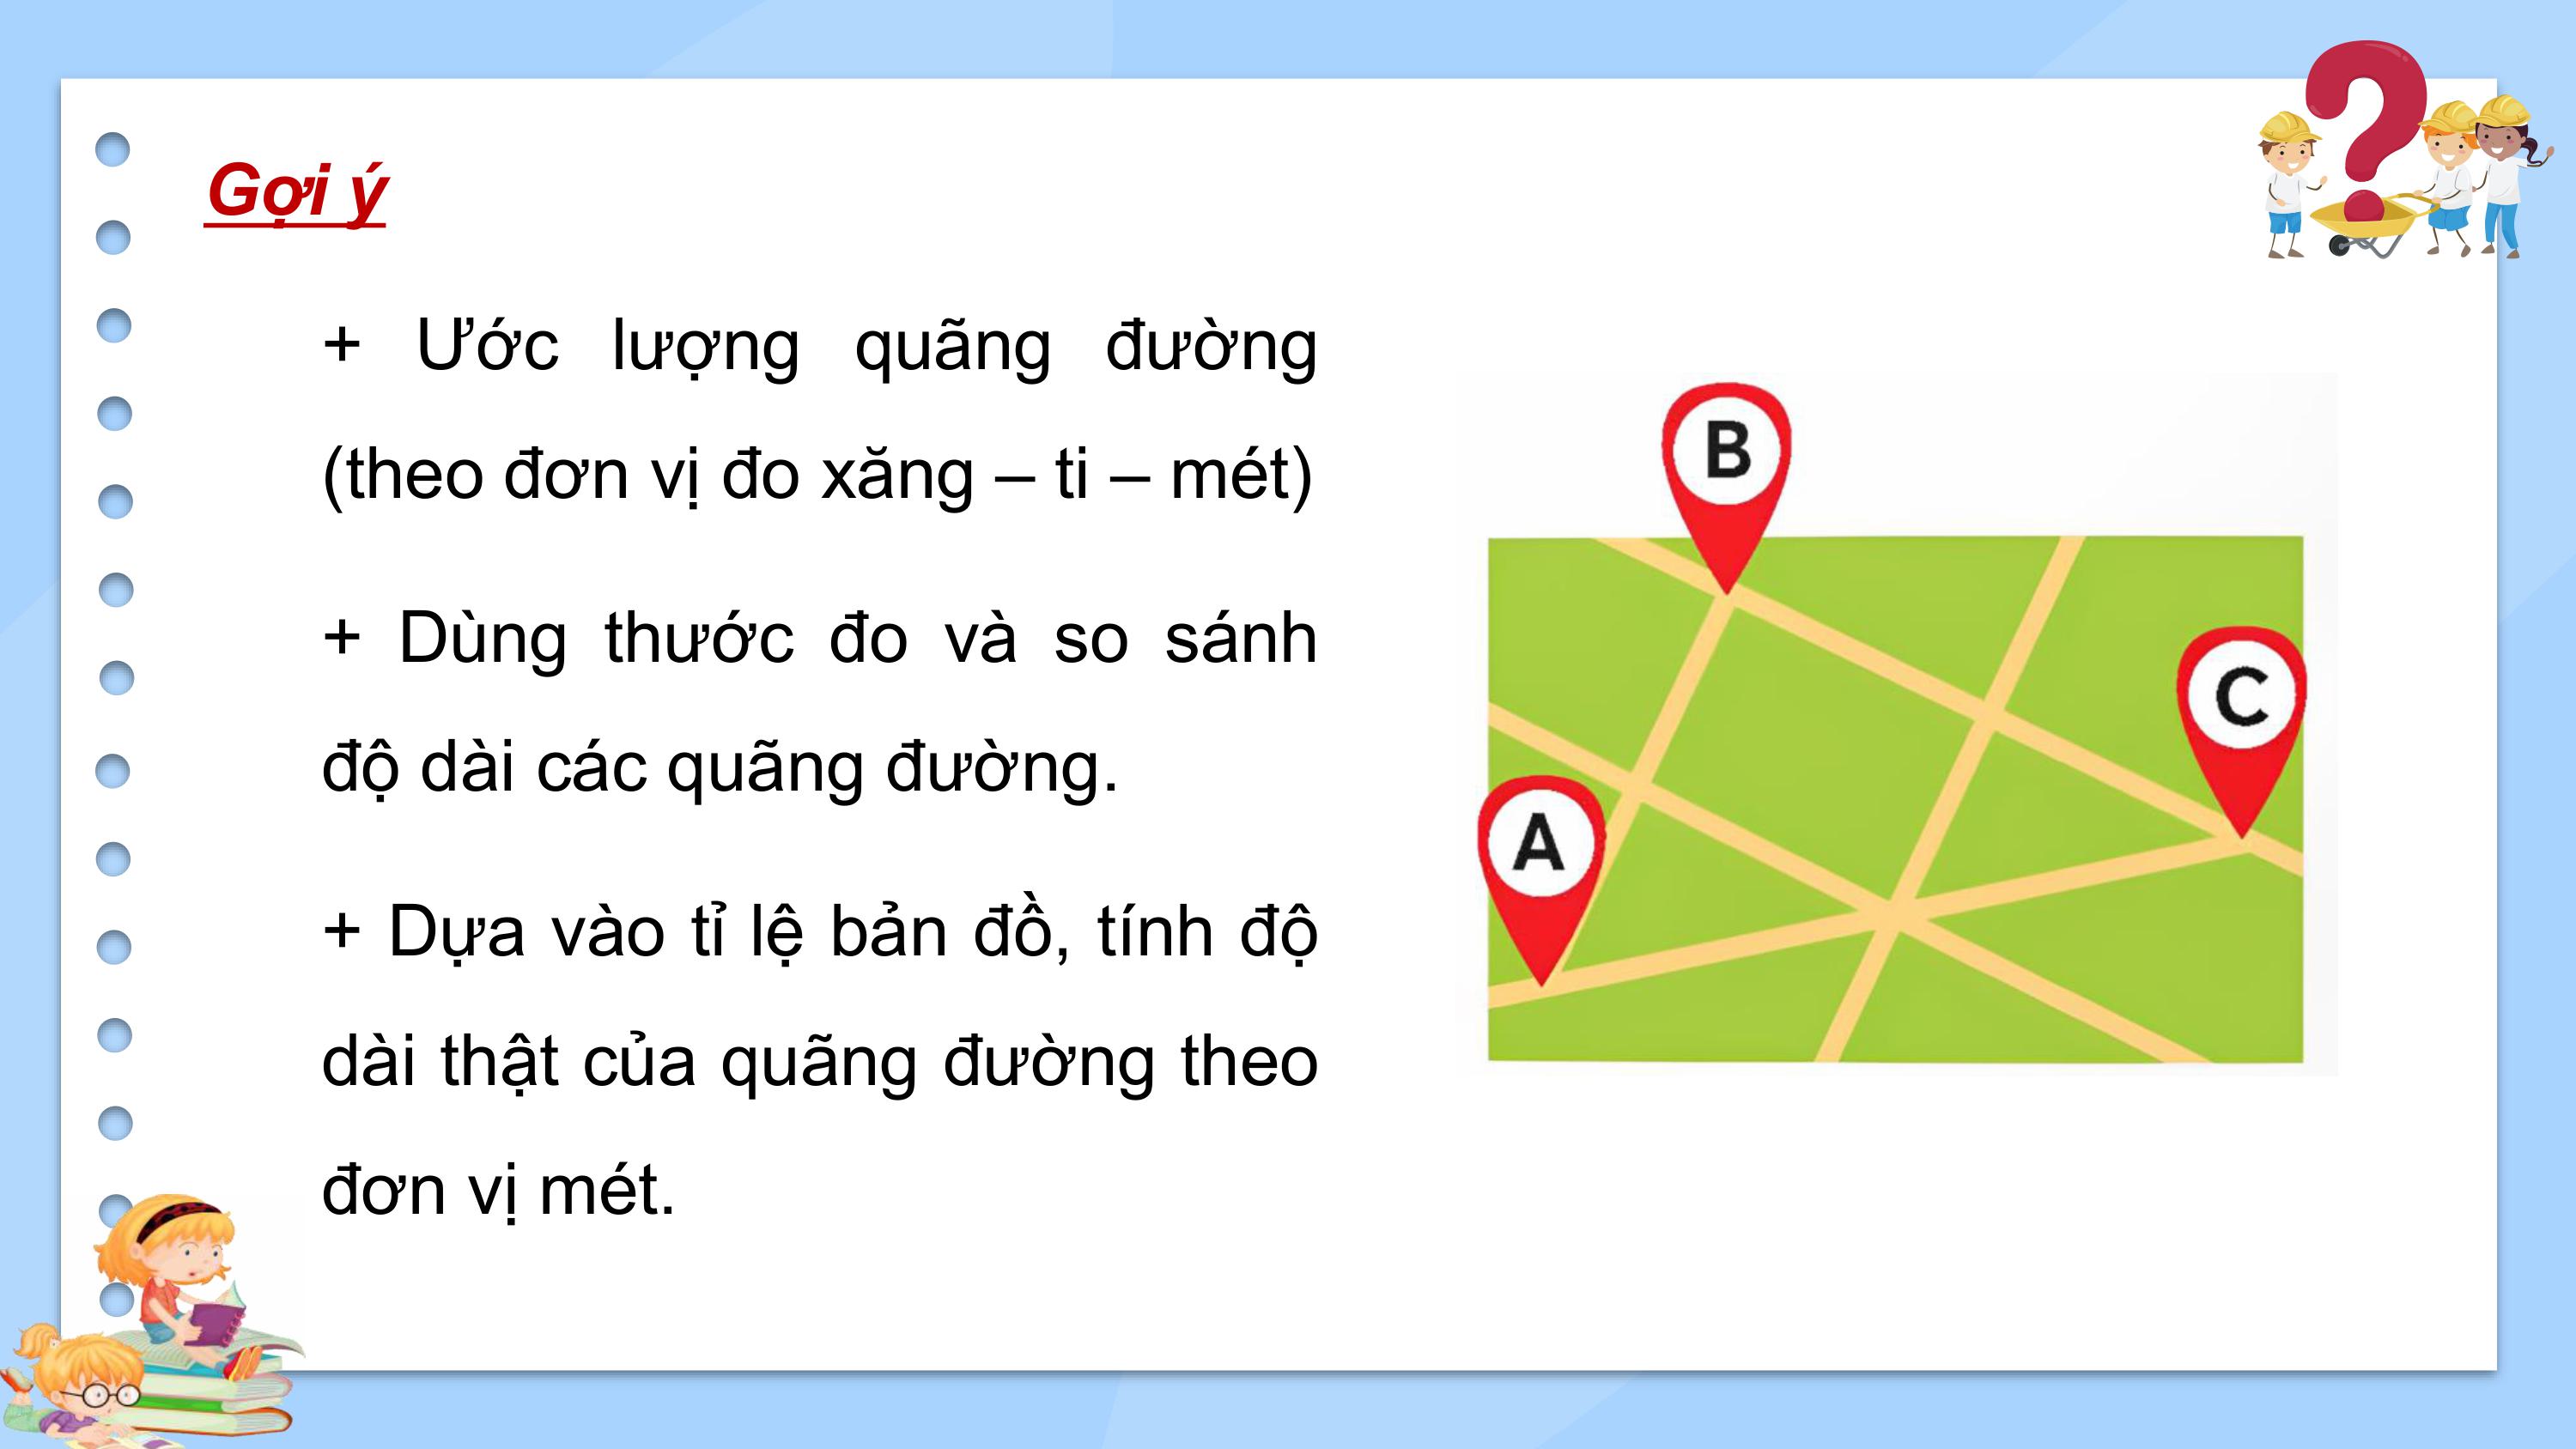 Gợi ý
+ Ước lượng quãng đường
(theo đơn vị đo xăng – ti – mét)
+ Dùng thước đo và so sánh
độ dài các quãng đường.
+ Dựa vào tỉ lệ bản đồ, tính độ
dài thật của quãng đường theo
đơn vị mét.
B
C
A